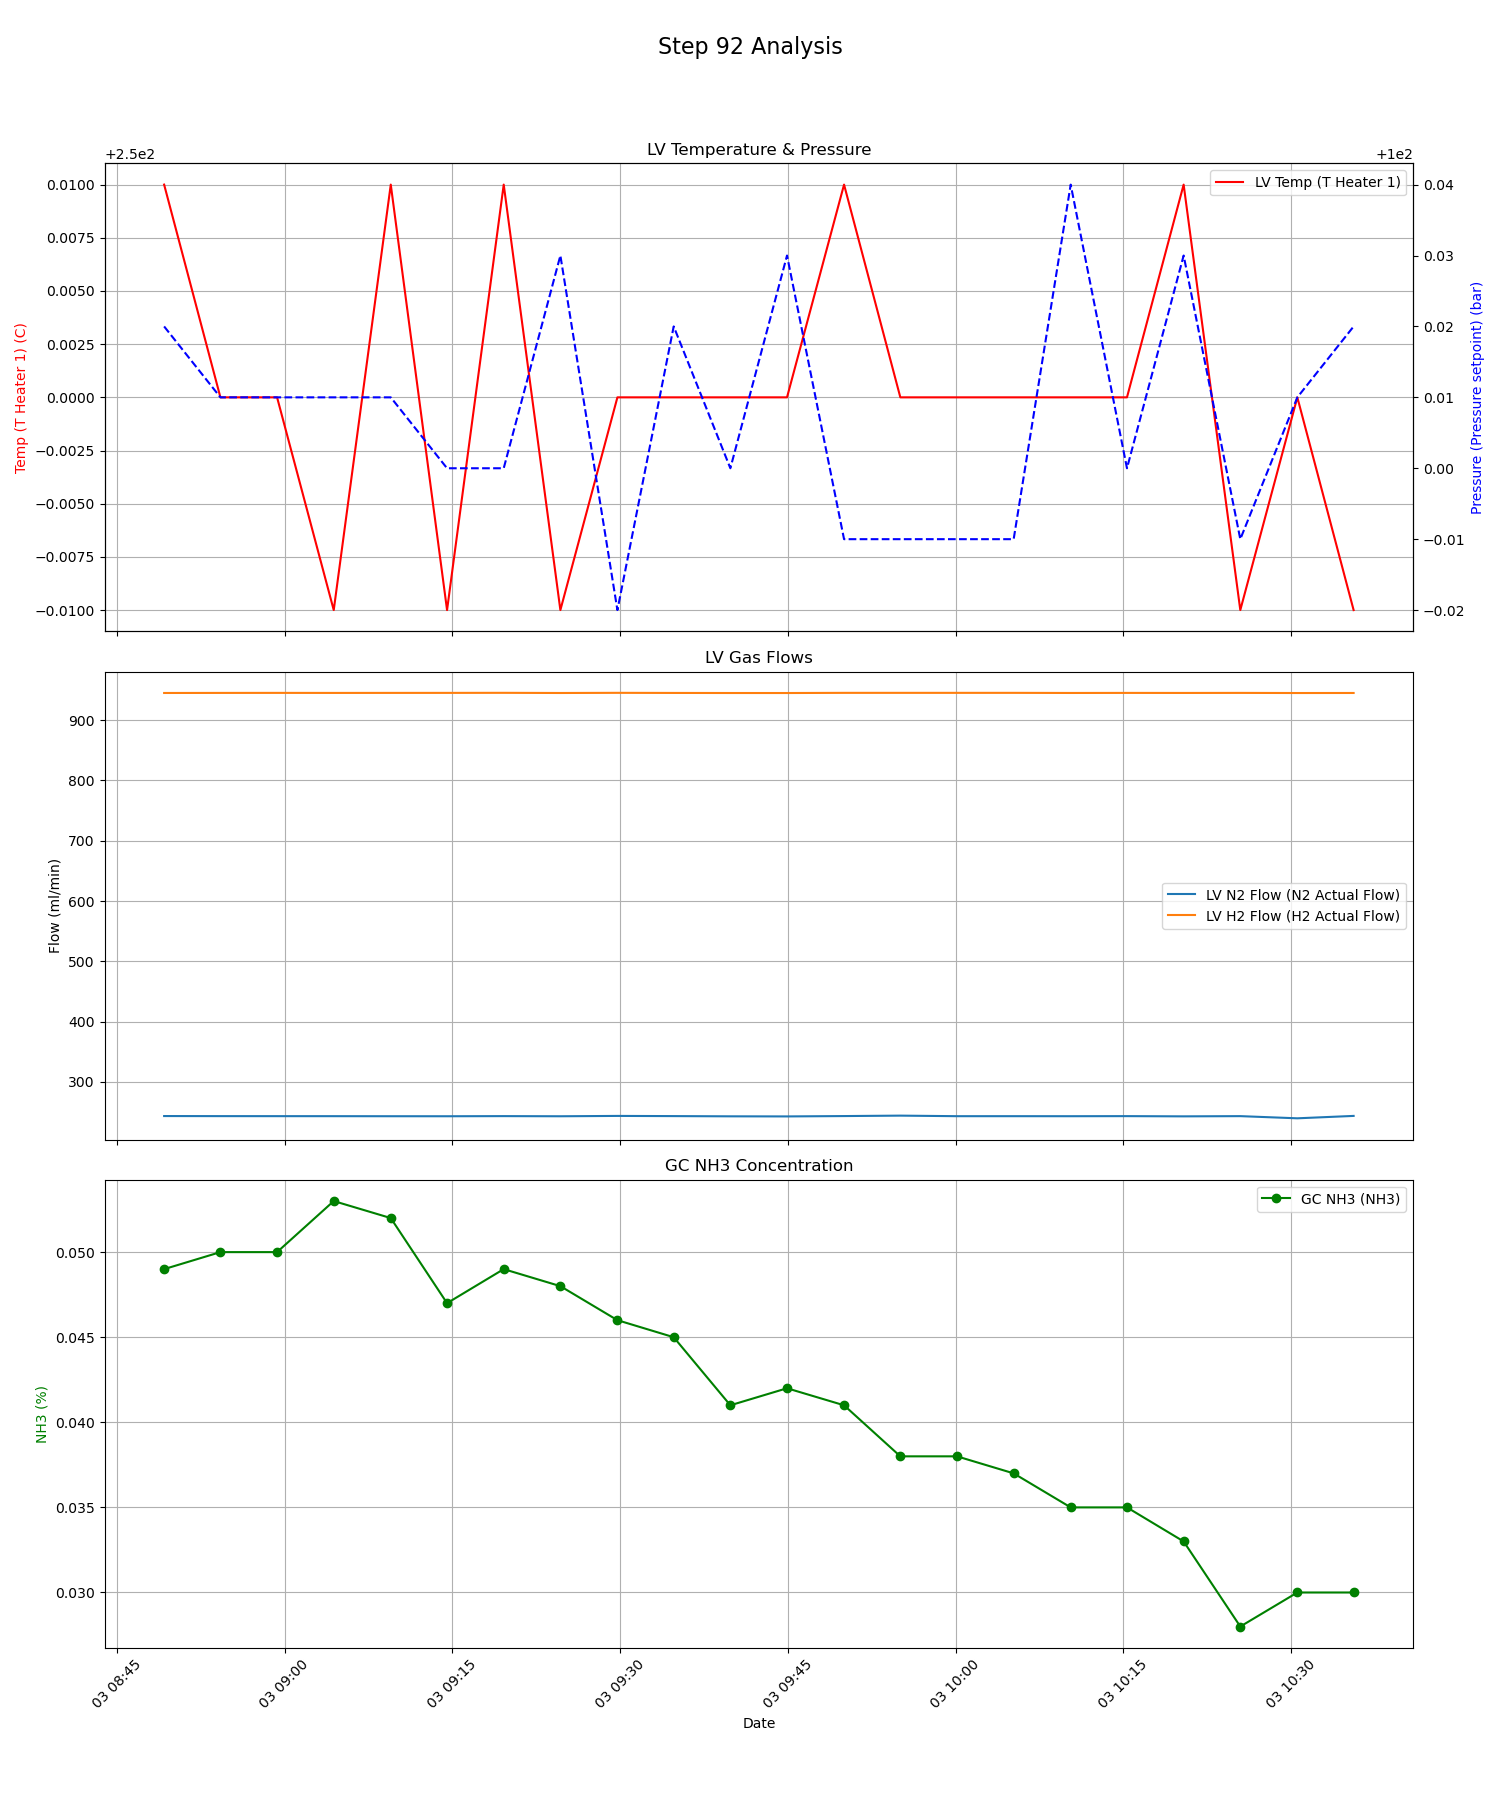 Step 92 Analysis
LV Temperature & Pressure
+2.5e2
+1e2
LV Temp (T Heater 1)
0.0100
0.0075
0.0050
0.0025
0.0000
−0.0025
−0.0050
−0.0075
−0.0100
Temp (T Heater 1) (C)
0.04
0.03
0.02
0.01
0.00
−0.01
−0.02
Pressure (Pressure setpoint) (bar)
LV Gas Flows
900
800
700
600
500
400
300
Flow (ml/min)
LV N2 Flow (N2 Actual Flow)
LV H2 Flow (H2 Actual Flow)
GC NH3 Concentration
GC NH3 (NH3)
0.050
0.045
0.040
0.035
0.030
NH3 (%)
03 08:45
03 09:00
03 09:15
03 09:30
03 09:45
03 10:00
03 10:15
03 10:30
Date